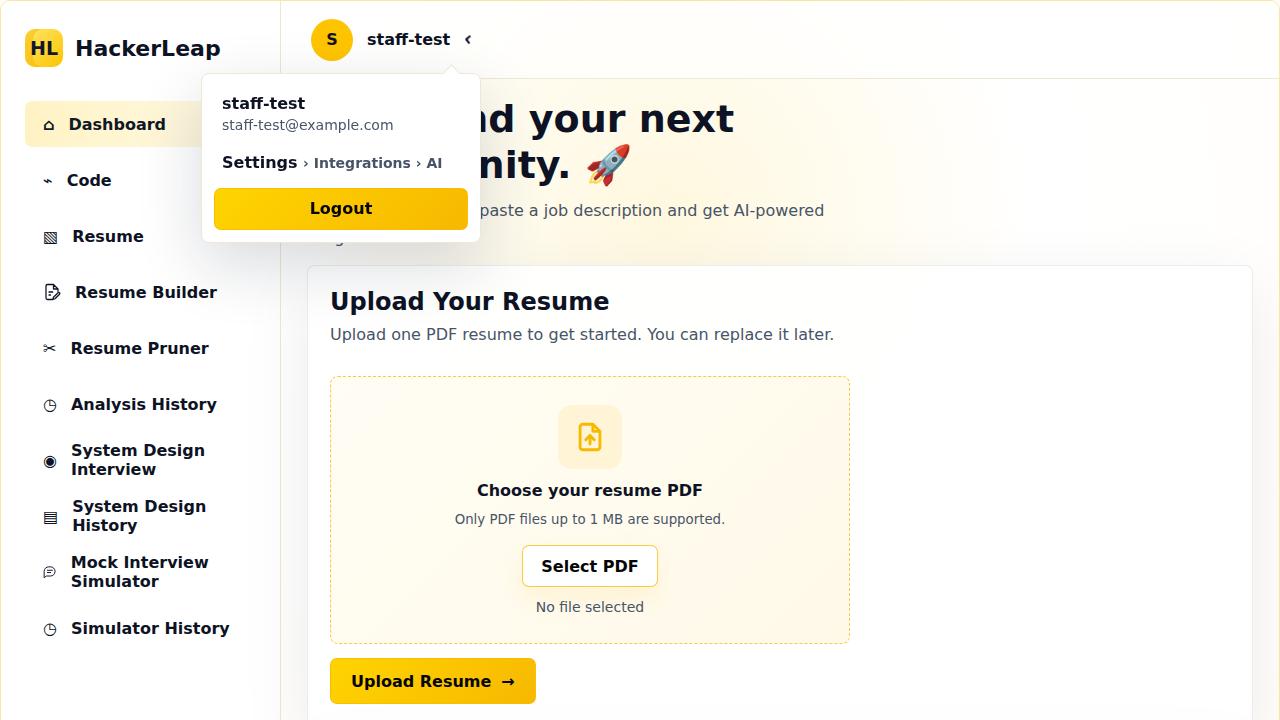 HL HackerLeap
S staff-test
staff-test
staff-test@example.com
Settings › Integrations › AI
Logout
Dashboard
Code
Resume
Resume Builder
Resume Pruner
Analysis History
System Design
Interview
System Design
History
Mock Interview
Simulator
Simulator History
your next
🚀
paste a job description and get AI-powered
Upload Your Resume
Upload one PDF resume to get started. You can replace it later.
Choose your resume PDF
Only PDF files up to 1 MB are supported.
Select PDF
No file selected
Upload Resume →